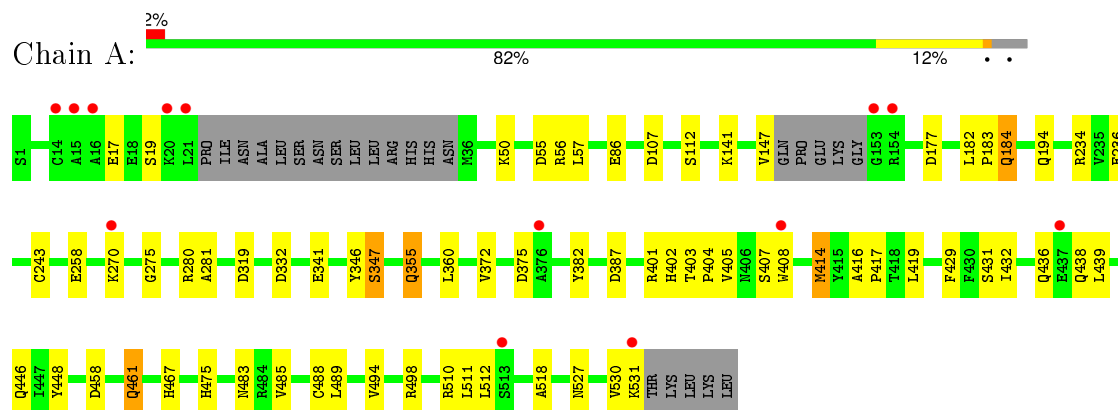 2%
Chain A:
82% 12% • •
S1 C14 A15 A16 E17 E18 S19 K20 L21 PRO ILE ASN ALA LEU SER ASN SER LEU LEU ARG HIS HIS ASN M36 K50 D55 R56 L57 E86 D107 S112 K141 V147 GLN PRO GLU LYS GLY G153 R154 D177 L182 P183 Q184 Q194 R234 V235
C243 E258 K270 G275 R280 A281 D319 D332 E341 Y346 S347 Q355 L360 V372 D375 A376 Y382 D387 R401 H402 T403 P404 V405 N406 S407 W408 M414 Y415 A416 P417 T418 L419 F429 F430 S431 I432 Q436 E437 Q438 L439
Q446 I447 Y448 D458 Q461 H467 H475 N483 R484 V485 C488 L489 V494 R498 R510 L511 L512 S513 A518 N527 V530 K531 THR LYS LEU LYS LEU